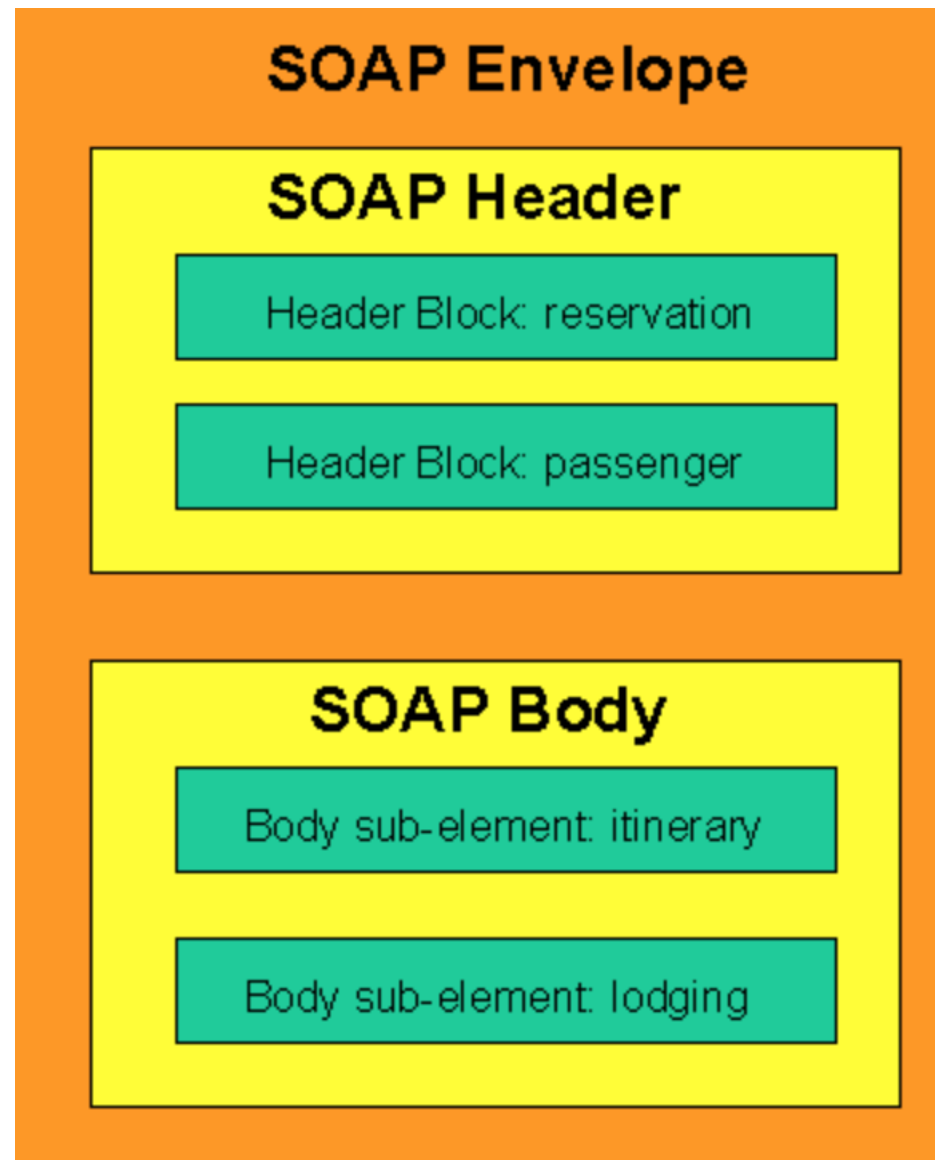 SOAP Envelope
SOAP Header
Header Block: reservation
Header Block: passenger
SOAP Body
Body sub-element: itinerary
Body sub-element: lodging